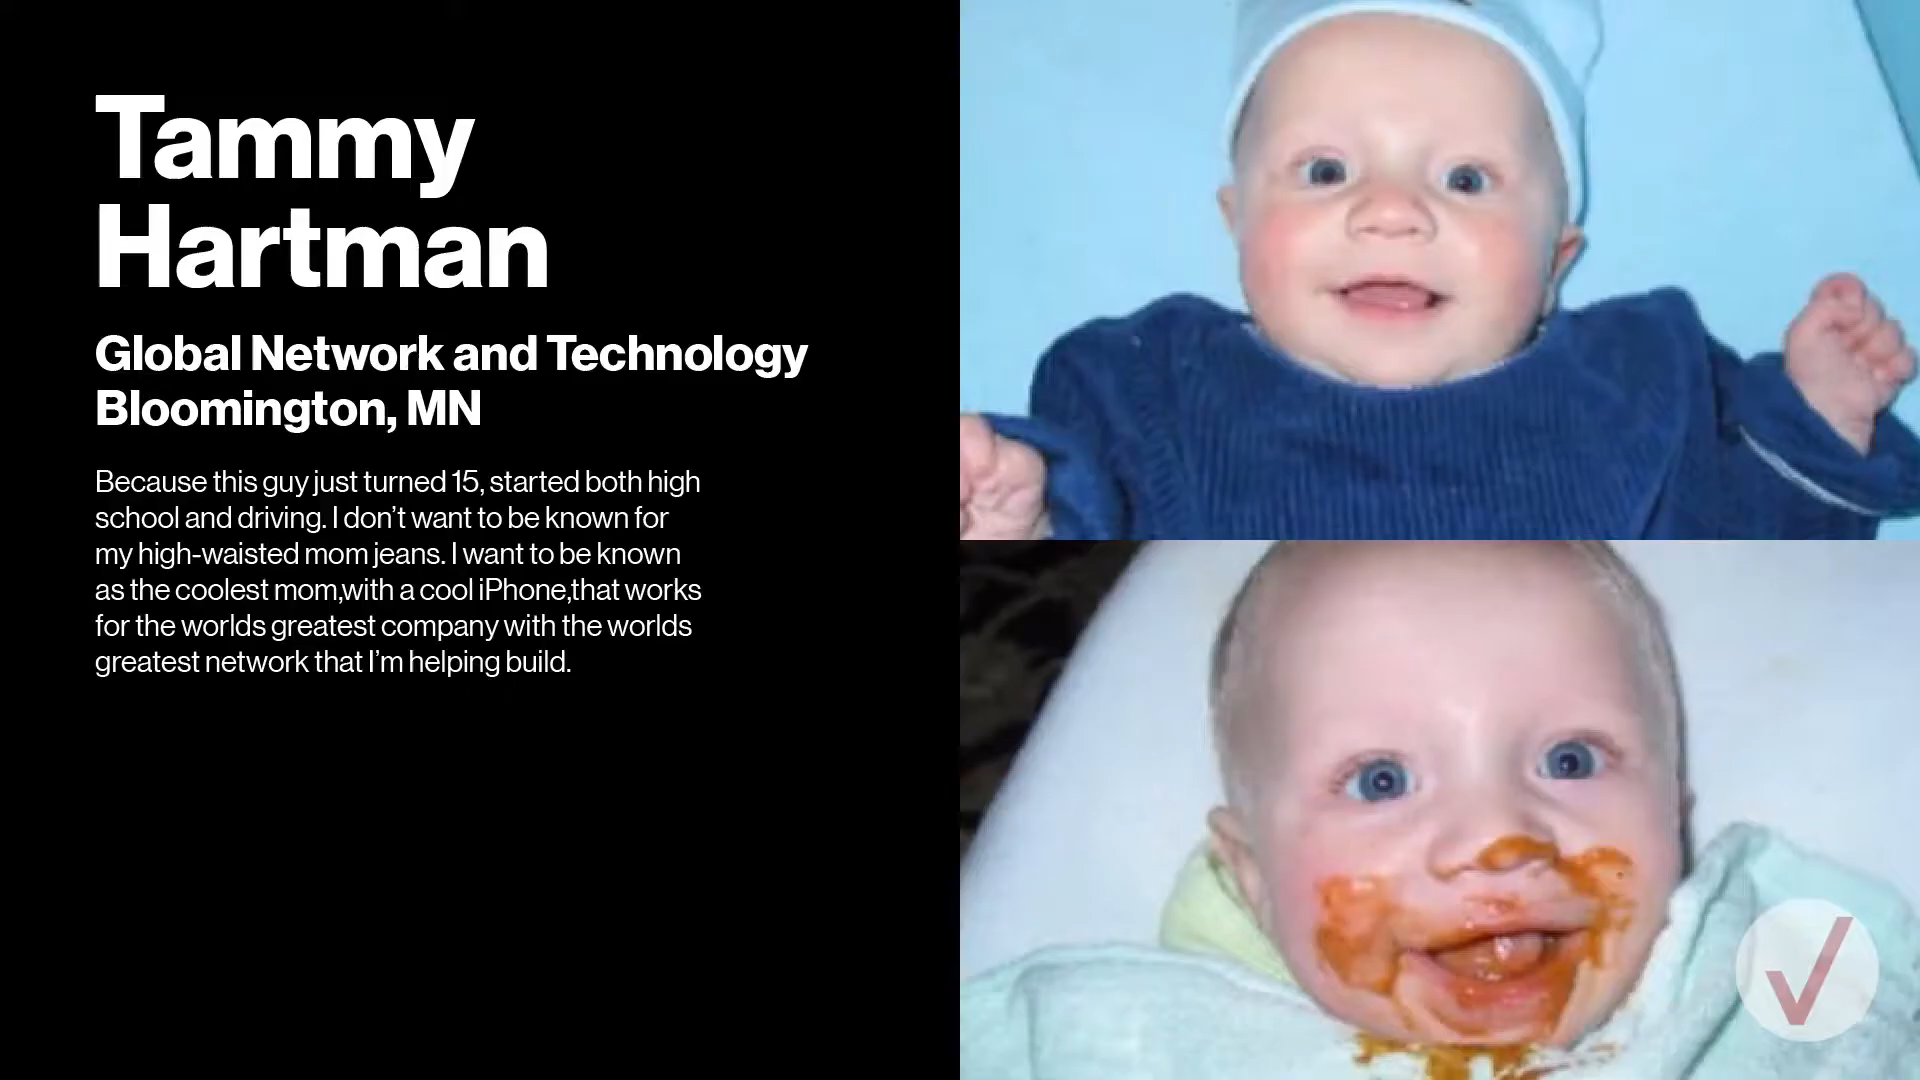 Tammy
Hartman
Global Network and Technology
Bloomington, MN
Because this guy just turned 15, started both high
school and driving. I don’t want to be known for
my high-waisted mom jeans. I want to be known
as the coolest mom,with a cool iPhone,that works
for the worlds greatest company with the worlds
greatest network that I’m helping build.